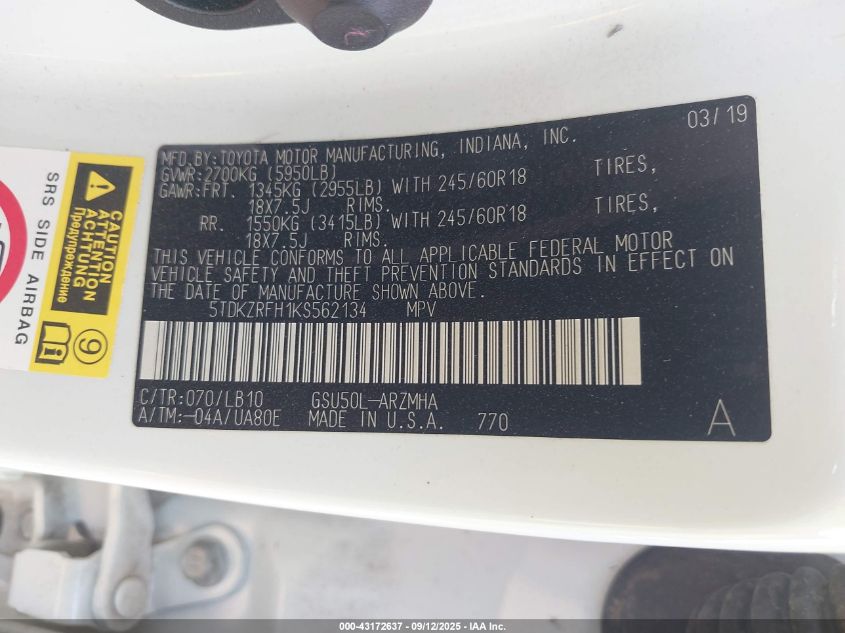 03/19
MFD.BY:TOYOTA MOTOR MANUFACTURING, INDIANA, INC.
GVWR:2700KG (5950LB)
GAWR:FRT. 1345KG (2955LB) WITH 245/60R18 TIRES,
18X7.5J RIMS.
RR. 1550KG (3415LB) WITH 245/60R18 TIRES,
18X7.5J RIMS.
THIS VEHICLE CONFORMS TO ALL APPLICABLE FEDERAL MOTOR
VEHICLE SAFETY AND THEFT PREVENTION STANDARDS IN EFFECT ON
THE DATE OF MANUFACTURE SHOWN ABOVE.
5TDKZRFH1KS562134 MPV
C/TR:070/LB10 GSU50L-ARZMHA
A/TM:-04A/UA80E MADE IN U.S.A. 770 A
SRS SIDE AIRBAG
CAUTION
ATTENTION
ACHTUNG
Предупреждение
9
000-43172637 - 09/12/2025 - IAA Inc.